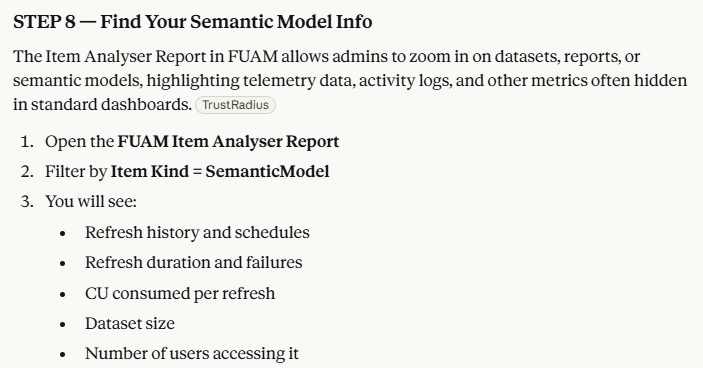 STEP 8 — Find Your Semantic Model Info
The Item Analyser Report in FUAM allows admins to zoom in on datasets, reports, or
semantic models, highlighting telemetry data, activity logs, and other metrics often hidden
in standard dashboards. TrustRadius
1. Open the FUAM Item Analyser Report
2. Filter by Item Kind = SemanticModel
3. You will see:
• Refresh history and schedules
• Refresh duration and failures
• CU consumed per refresh
• Dataset size
• Number of users accessing it